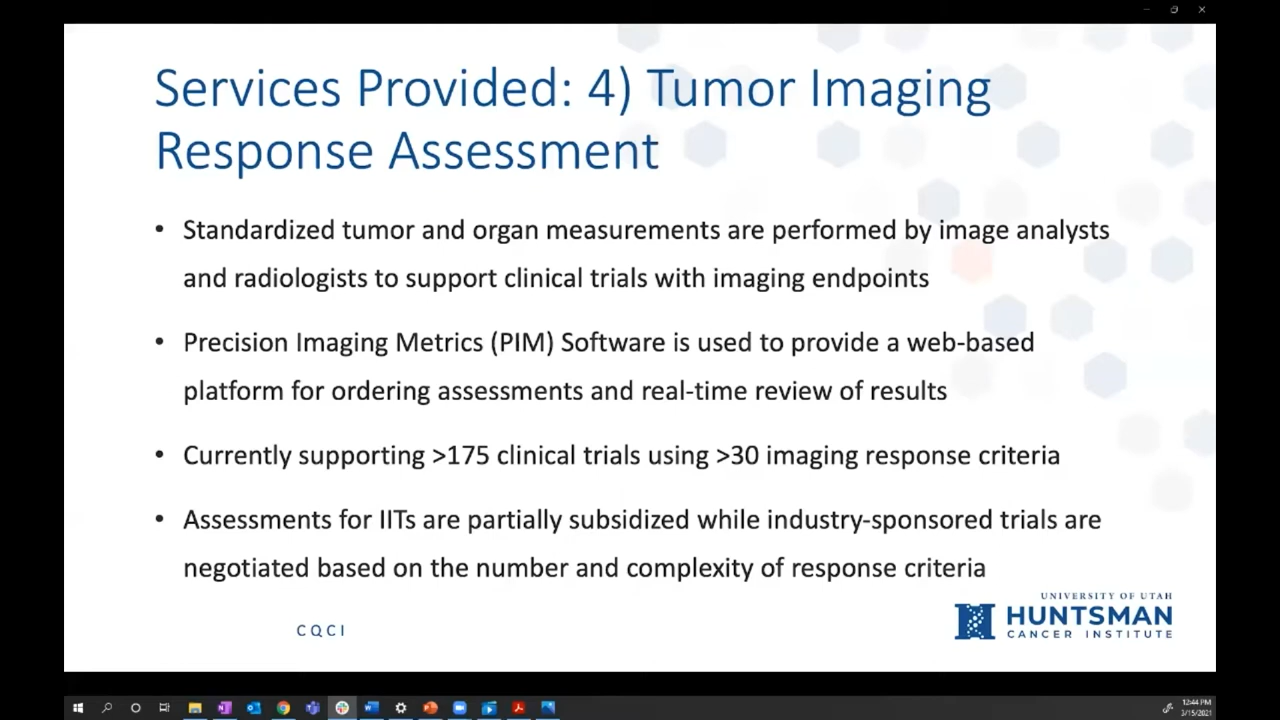 Services Provided: 4) Tumor Imaging
Response Assessment
• Standardized tumor and organ measurements are performed by image analysts
and radiologists to support clinical trials with imaging endpoints
• Precision Imaging Metrics (PIM) Software is used to provide a web-based
platform for ordering assessments and real-time review of results
• Currently supporting >175 clinical trials using >30 imaging response criteria
• Assessments for IITs are partially subsidized while industry-sponsored trials are
negotiated based on the number and complexity of response criteria
CQCI
UNIVERSITY OF UTAH
HUNTSMAN
CANCER INSTITUTE
12:44 PM
3/15/2021